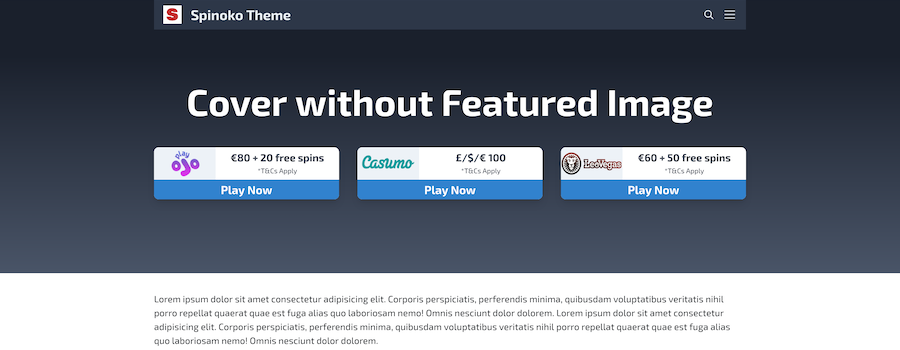 S Spinoko Theme
Cover without Featured Image
play
OJO
€80 + 20 free spins
*T&Cs Apply
Play Now
Casumo
£/$/€ 100
*T&Cs Apply
Play Now
LeoVegas
€60 + 50 free spins
*T&Cs Apply
Play Now
Lorem ipsum dolor sit amet consectetur adipisicing elit. Corporis perspiciatis, perferendis minima, quibusdam voluptatibus veritatis nihil
porro repellat quaerat quae est fuga alias quo laboriosam nemo! Omnis nesciunt dolor dolorem. Lorem ipsum dolor sit amet consectetur
adipisicing elit. Corporis perspiciatis, perferendis minima, quibusdam voluptatibus veritatis nihil porro repellat quaerat quae est fuga alias
quo laboriosam nemo! Omnis nesciunt dolor dolorem.